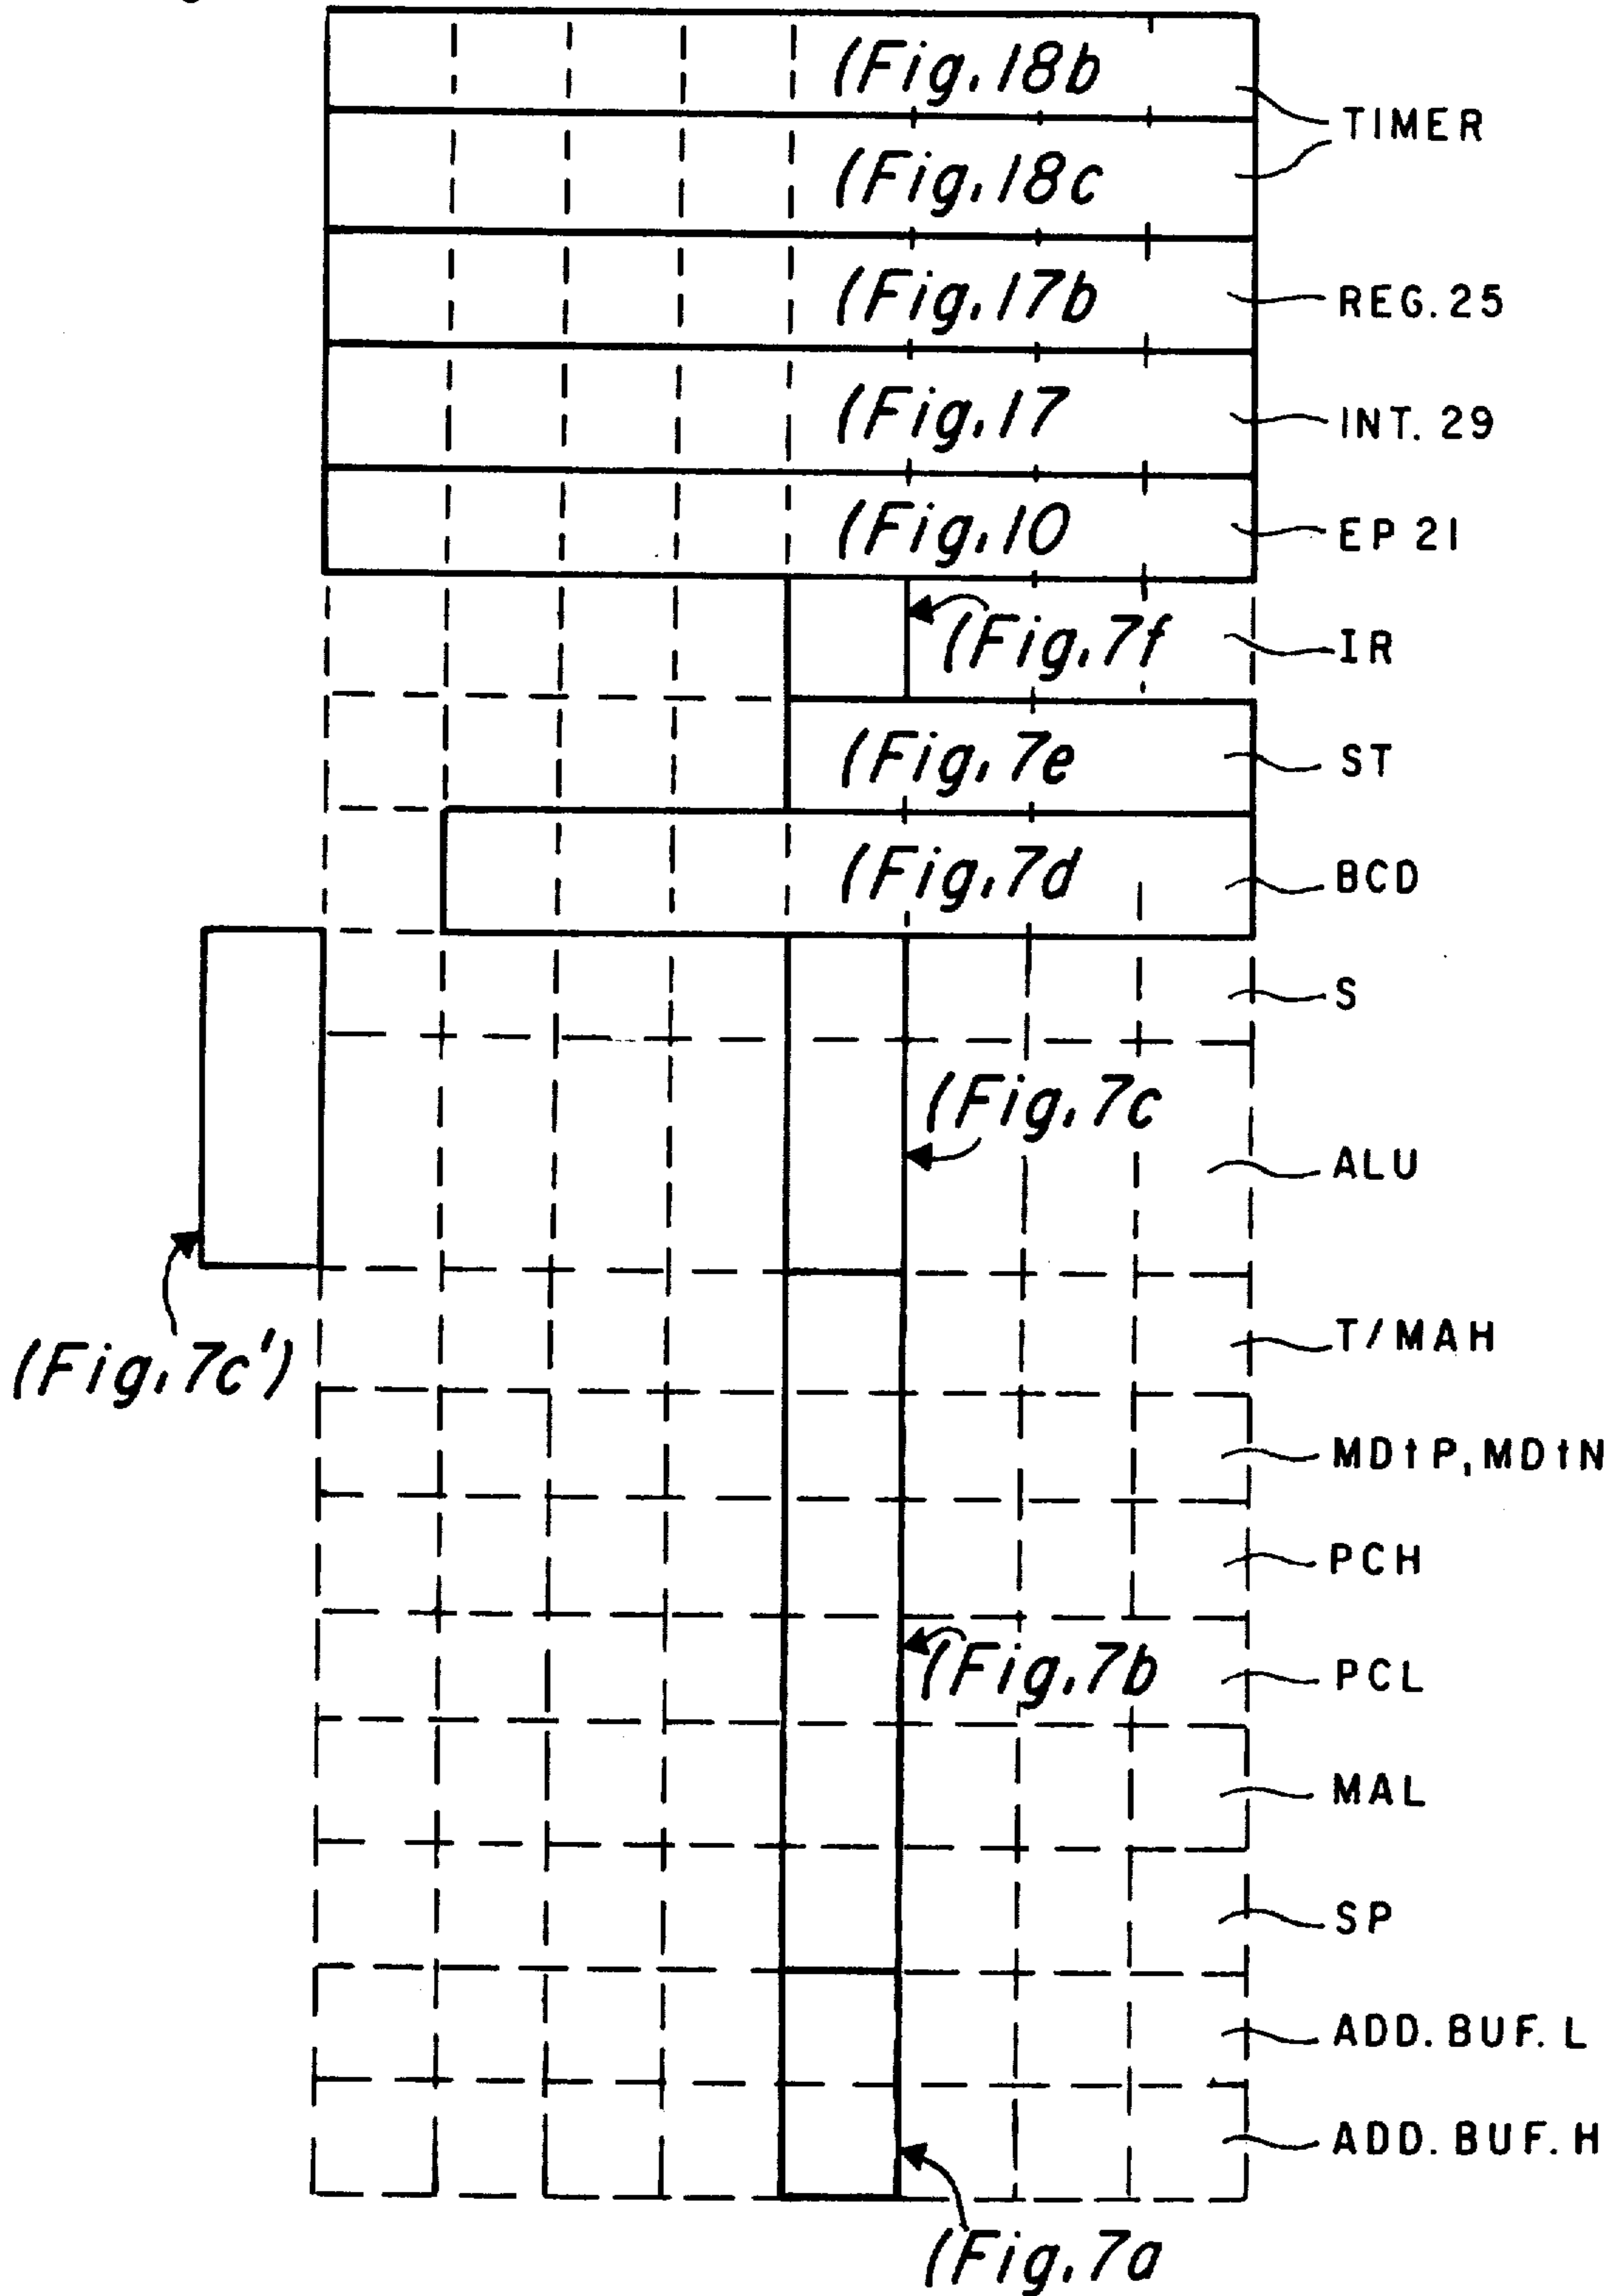 (Fig. 18b
TIMER
(Fig. 18c
(Fig. 17b
REG. 25
(Fig. 17
INT. 29
(Fig. 10
EP 21
(Fig. 7f
IR
(Fig. 7e
ST
(Fig. 7d
BCD
S
(Fig. 7c
ALU
(Fig. 7c')
T/MAH
MD↑P, MD↑N
PCH
(Fig. 7b
PCL
MAL
SP
ADD. BUF. L
ADD. BUF. H
(Fig. 7a